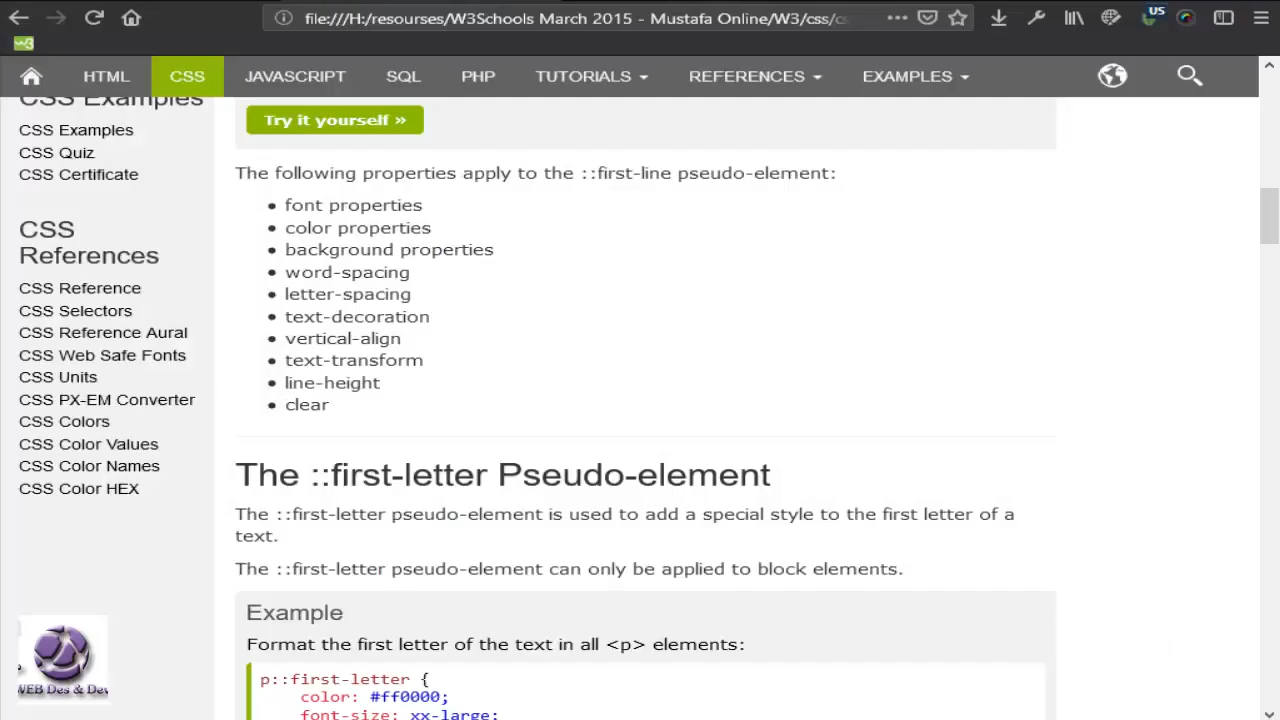 file:///H:/resourses/W3Schools March 2015 - Mustafa Online/W3/css/cs
US
w3
HTML
CSS
JAVASCRIPT
SQL
PHP
TUTORIALS
REFERENCES
EXAMPLES
CSS Examples
CSS Examples
CSS Quiz
CSS Certificate
CSS
References
CSS Reference
CSS Selectors
CSS Reference Aural
CSS Web Safe Fonts
CSS Units
CSS PX-EM Converter
CSS Colors
CSS Color Values
CSS Color Names
CSS Color HEX
WEB Des & Dev
Try it yourself »
The following properties apply to the ::first-line pseudo-element:
• font properties
• color properties
• background properties
• word-spacing
• letter-spacing
• text-decoration
• vertical-align
• text-transform
• line-height
• clear
The ::first-letter Pseudo-element
The ::first-letter pseudo-element is used to add a special style to the first letter of a
text.
The ::first-letter pseudo-element can only be applied to block elements.
Example
Format the first letter of the text in all <p> elements:
p::first-letter {
color: #ff0000;
font-size: xx-large;